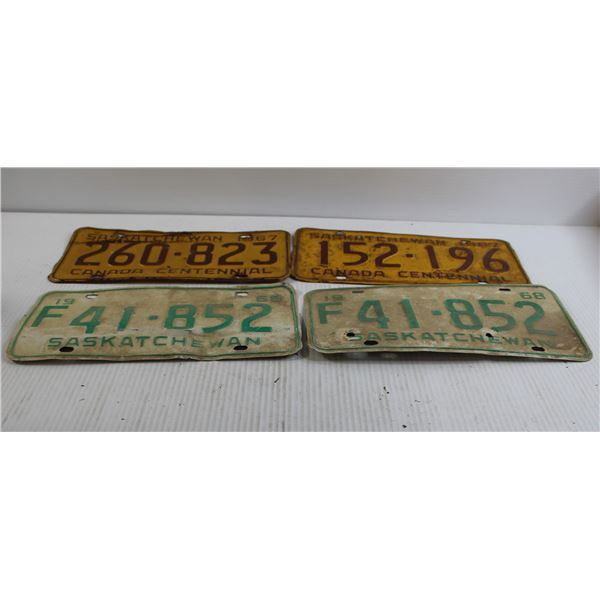 SASKATCHEWAN 1967
260-823
CANADA CENTENNIAL
SASKATCHEWAN 1967
152-196
CANADA CENTENNIAL
19 68
F41-852
SASKATCHEWAN
19 68
F41-852
SASKATCHEWAN